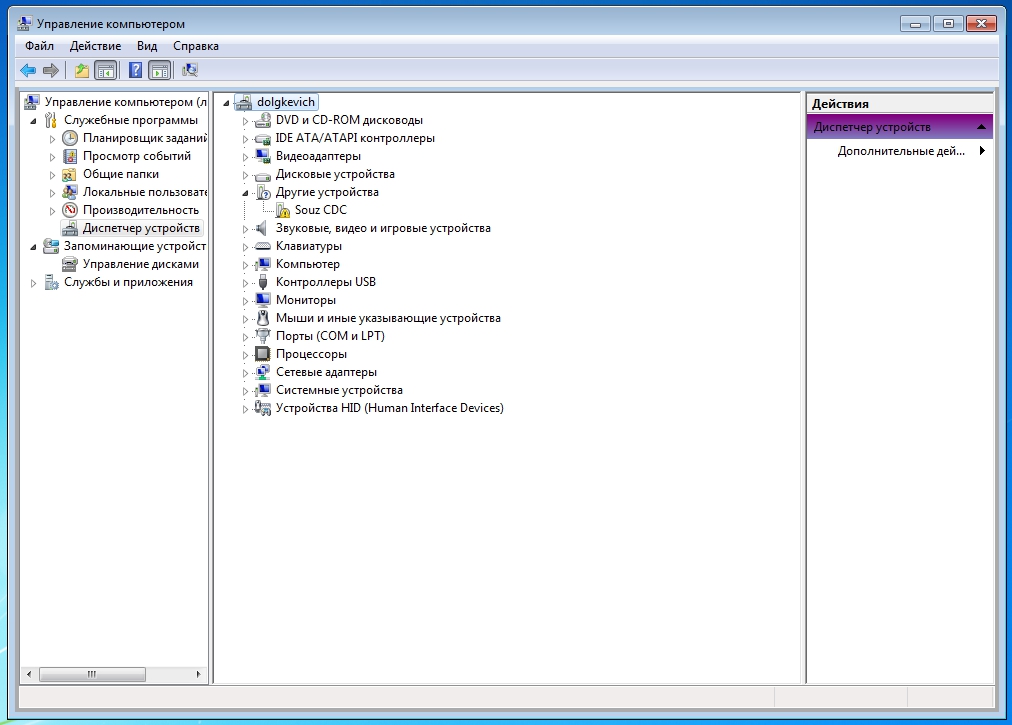 Управление компьютером
Файл Действие Вид Справка
Управление компьютером (л
Служебные программы
Планировщик заданий
Просмотр событий
Общие папки
Локальные пользовате
Производительность
Диспетчер устройств
Запоминающие устройст
Управление дисками
Службы и приложения
dolgkevich
DVD и CD-ROM дисководы
IDE ATA/ATAPI контроллеры
Видеоадаптеры
Дисковые устройства
Другие устройства
Souz CDC
Звуковые, видео и игровые устройства
Клавиатуры
Компьютер
Контроллеры USB
Мониторы
Мыши и иные указывающие устройства
Порты (COM и LPT)
Процессоры
Сетевые адаптеры
Системные устройства
Устройства HID (Human Interface Devices)
Действия
Диспетчер устройств
Дополнительные дей...